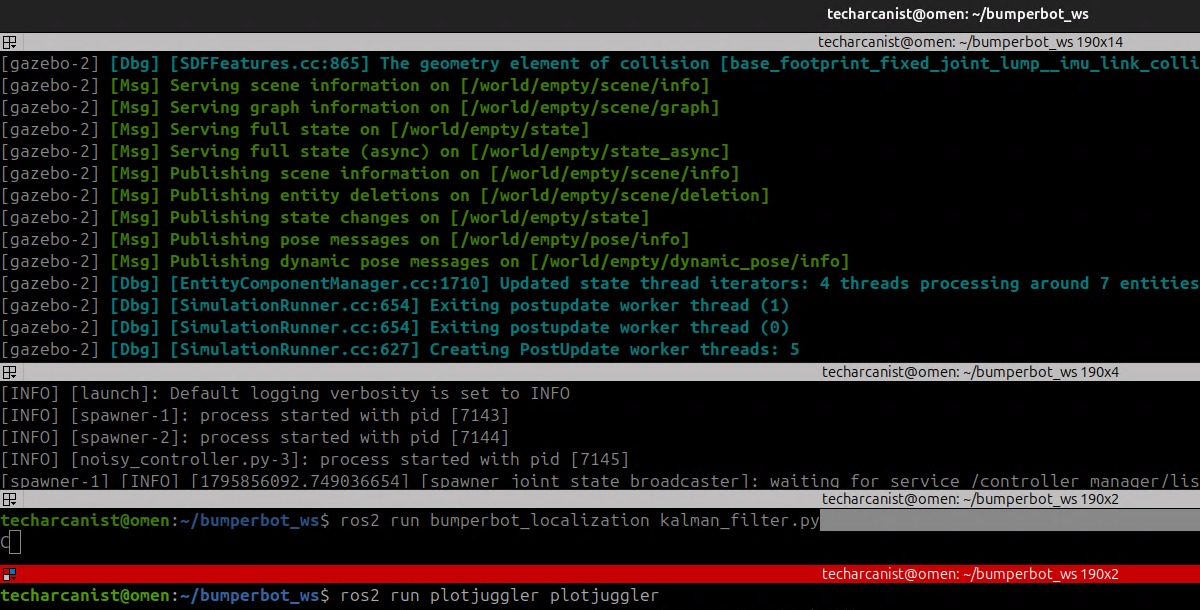 techarcanist@omen: ~/bumperbot_ws
techarcanist@omen: ~/bumperbot_ws 190x14
[gazebo-2] [Dbg] [SDFFeatures.cc:865] The geometry element of collision [base_footprint_fixed_joint_lump__imu_link_colli
[gazebo-2] [Msg] Serving scene information on [/world/empty/scene/info]
[gazebo-2] [Msg] Serving graph information on [/world/empty/scene/graph]
[gazebo-2] [Msg] Serving full state on [/world/empty/state]
[gazebo-2] [Msg] Serving full state (async) on [/world/empty/state_async]
[gazebo-2] [Msg] Publishing scene information on [/world/empty/scene/info]
[gazebo-2] [Msg] Publishing entity deletions on [/world/empty/scene/deletion]
[gazebo-2] [Msg] Publishing state changes on [/world/empty/state]
[gazebo-2] [Msg] Publishing pose messages on [/world/empty/pose/info]
[gazebo-2] [Msg] Publishing dynamic pose messages on [/world/empty/dynamic_pose/info]
[gazebo-2] [Dbg] [EntityComponentManager.cc:1710] Updated state thread iterators: 4 threads processing around 7 entities
[gazebo-2] [Dbg] [SimulationRunner.cc:654] Exiting postupdate worker thread (1)
[gazebo-2] [Dbg] [SimulationRunner.cc:654] Exiting postupdate worker thread (0)
[gazebo-2] [Dbg] [SimulationRunner.cc:627] Creating PostUpdate worker threads: 5
techarcanist@omen: ~/bumperbot_ws 190x4
[INFO] [launch]: Default logging verbosity is set to INFO
[INFO] [spawner-1]: process started with pid [7143]
[INFO] [spawner-2]: process started with pid [7144]
[INFO] [noisy_controller.py-3]: process started with pid [7145]
[spawner-1] [INFO] [1795856092.749036654] [spawner_joint_state_broadcaster]: waiting for service /controller_manager/lis
techarcanist@omen: ~/bumperbot_ws 190x2
techarcanist@omen:~/bumperbot_ws$ ros2 run bumperbot_localization kalman_filter.py
C
techarcanist@omen: ~/bumperbot_ws 190x2
techarcanist@omen:~/bumperbot_ws$ ros2 run plotjuggler plotjuggler